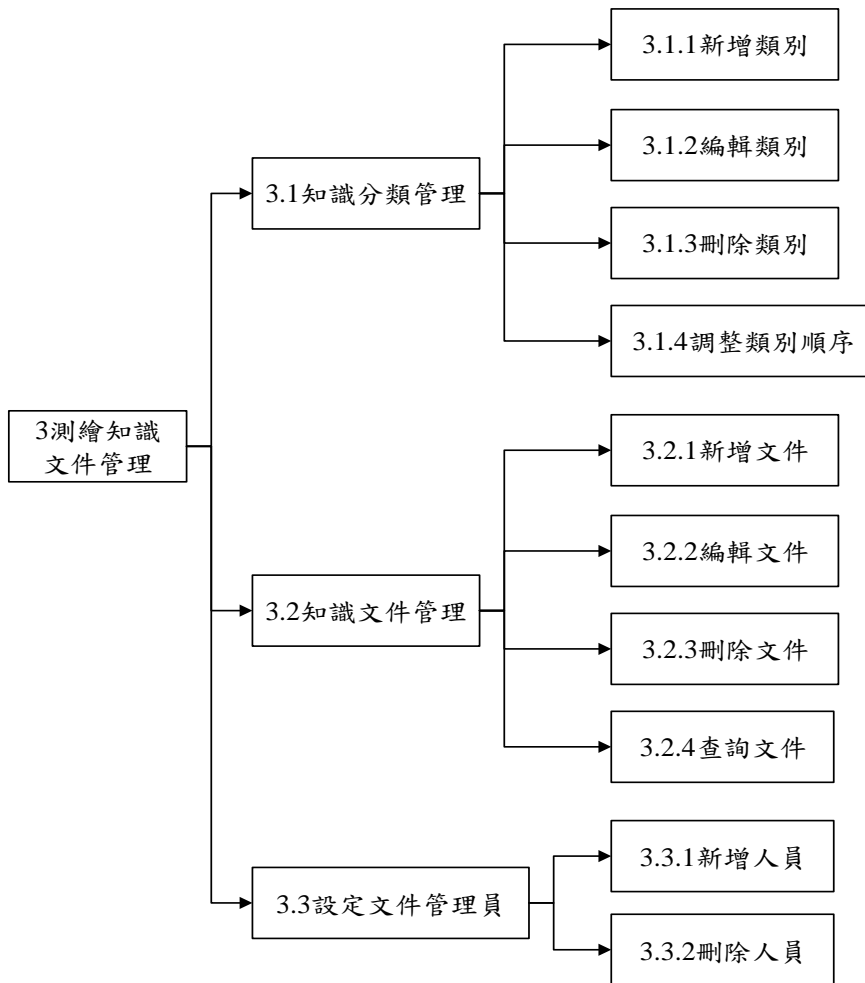 3測繪知識
文件管理
3.1知識分類管理
3.1.1新增類別
3.1.2編輯類別
3.1.3刪除類別
3.1.4調整類別順序
3.2知識文件管理
3.2.1新增文件
3.2.2編輯文件
3.2.3刪除文件
3.2.4查詢文件
3.3設定文件管理員
3.3.1新增人員
3.3.2刪除人員